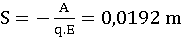 S = − A / q.E = 0,0192 m